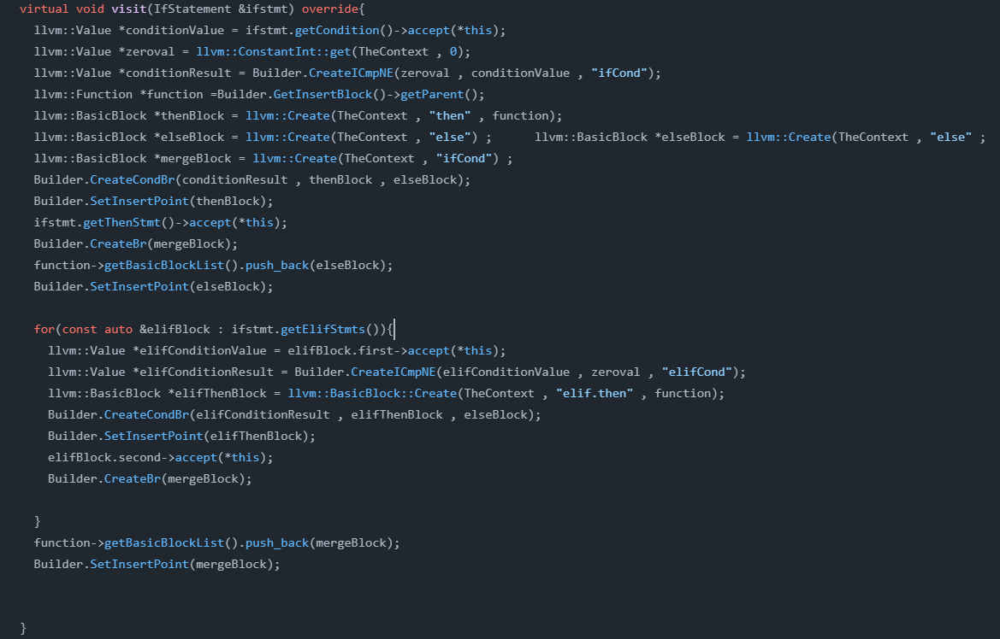 virtual void visit(IfStatement &ifstmt) override{
llvm::Value *conditionValue = ifstmt.getCondition()->accept(*this);
llvm::Value *zeroval = llvm::ConstantInt::get(TheContext , 0);
llvm::Value *conditionResult = Builder.CreateICmpNE(zeroval , conditionValue , "ifCond");
llvm::Function *function =Builder.GetInsertBlock()->getParent();
llvm::BasicBlock *thenBlock = llvm::Create(TheContext , "then" , function);
llvm::BasicBlock *elseBlock = llvm::Create(TheContext , "else") ;      llvm::BasicBlock *elseBlock = llvm::Create(TheContext , "else" ;
llvm::BasicBlock *mergeBlock = llvm::Create(TheContext , "ifCond") ;
Builder.CreateCondBr(conditionResult , thenBlock , elseBlock);
Builder.SetInsertPoint(thenBlock);
ifstmt.getThenStmt()->accept(*this);
Builder.CreateBr(mergeBlock);
function->getBasicBlockList().push_back(elseBlock);
Builder.SetInsertPoint(elseBlock);
for(const auto &elifBlock : ifstmt.getElifStmts()){
llvm::Value *elifConditionValue = elifBlock.first->accept(*this);
llvm::Value *elifConditionResult = Builder.CreateICmpNE(elifConditionValue , zeroval , "elifCond");
llvm::BasicBlock *elifThenBlock = llvm::BasicBlock::Create(TheContext , "elif.then" , function);
Builder.CreateCondBr(elifConditionResult , elifThenBlock , elseBlock);
Builder.SetInsertPoint(elifThenBlock);
elifBlock.second->accept(*this);
Builder.CreateBr(mergeBlock);
}
function->getBasicBlockList().push_back(mergeBlock);
Builder.SetInsertPoint(mergeBlock);
}